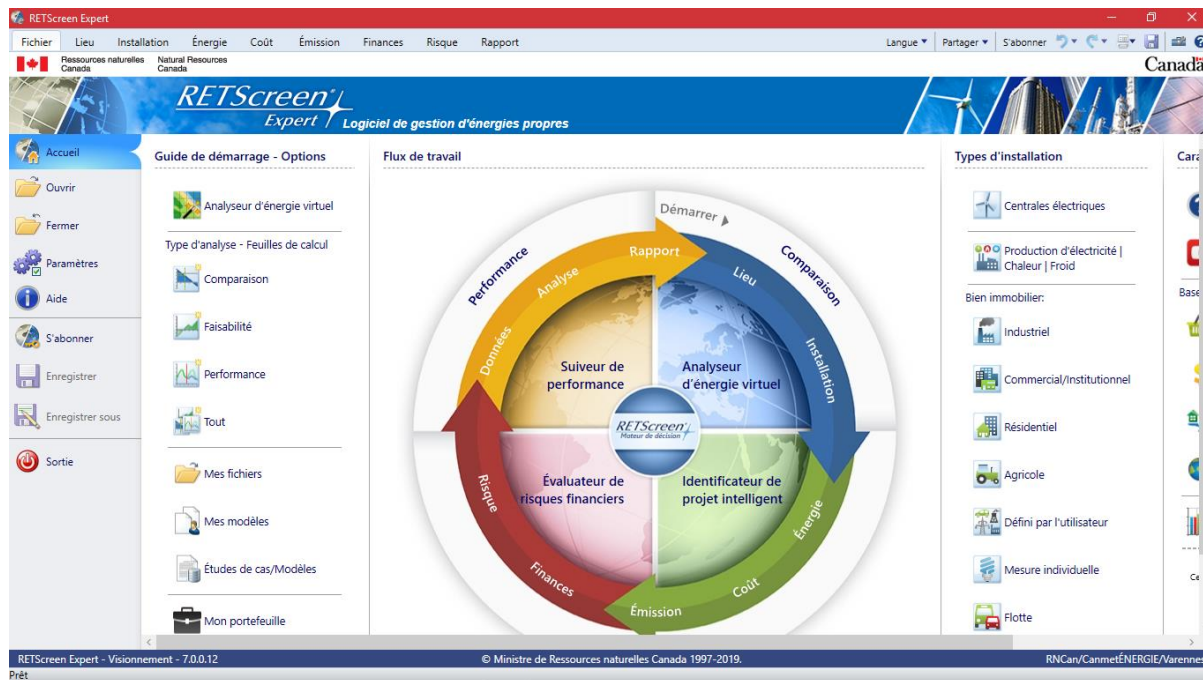 RETScreen Expert
Fichier Lieu Installation Énergie Coût Émission Finances Risque Rapport Langue Partager S'abonner
Ressources naturelles Canada
Natural Resources Canada
Canada
RETScreen
Expert
Logiciel de gestion d'énergies propres
Accueil
Ouvrir
Fermer
Paramètres
Aide
S'abonner
Enregistrer
Enregistrer sous
Sortie
Guide de démarrage - Options
Analyseur d'énergie virtuel
Type d'analyse - Feuilles de calcul
Comparaison
Faisabilité
Performance
Tout
Mes fichiers
Mes modèles
Études de cas/Modèles
Mon portefeuille
Flux de travail
Démarrer
Performance
Comparaison
Rapport
Lieu
Analyse
Données
Installation
Suiveur de
performance
Analyseur
d'énergie virtuel
RETScreen
Moteur de décision
Évaluateur de
risques financiers
Identificateur de
projet intelligent
Risque
Énergie
Finances
Coût
Émission
Types d'installation
Centrales électriques
Production d'électricité |
Chaleur | Froid
Bien immobilier:
Industriel
Commercial/Institutionnel
Résidentiel
Agricole
Défini par l'utilisateur
Mesure individuelle
Flotte
Cara
Base
Ce
RETScreen Expert - Visionnement - 7.0.0.12
© Ministre de Ressources naturelles Canada 1997-2019.
RNCan/CanmetÉNERGIE/Varennes
Prêt